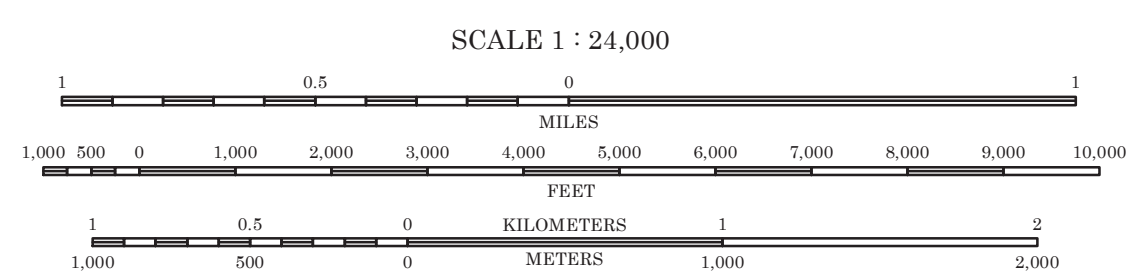 SCALE 1 : 24,000
1 0.5 0 1
MILES
1,000 500 0 1,000 2,000 3,000 4,000 5,000 6,000 7,000 8,000 9,000 10,000
FEET
1 0.5 0 KILOMETERS 1 2
1,000 500 0 METERS 1,000 2,000